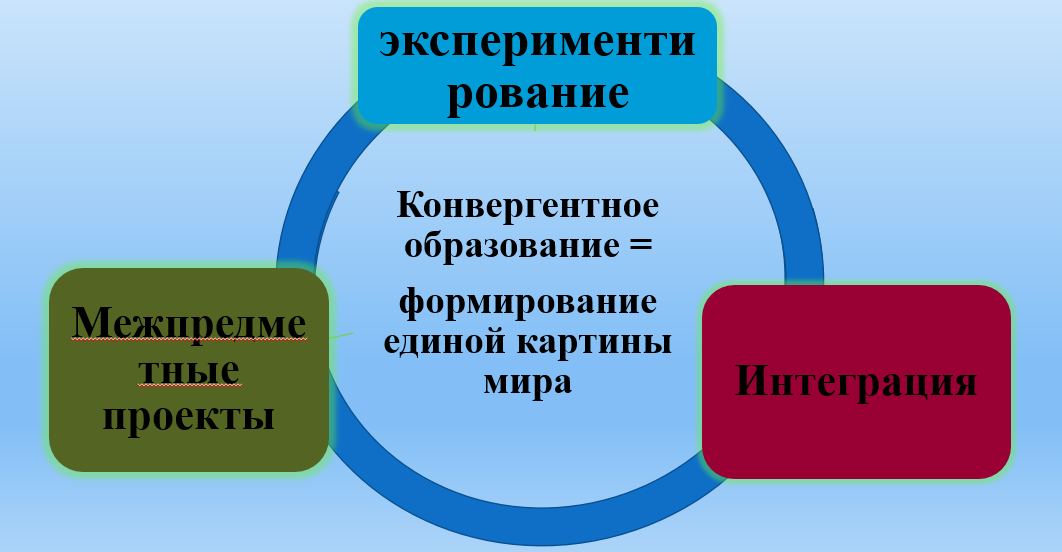 эксперименти
рование
Конвергентное
образование =
формирование
единой картины
мира
Межпредме
тные
проекты
Интеграция